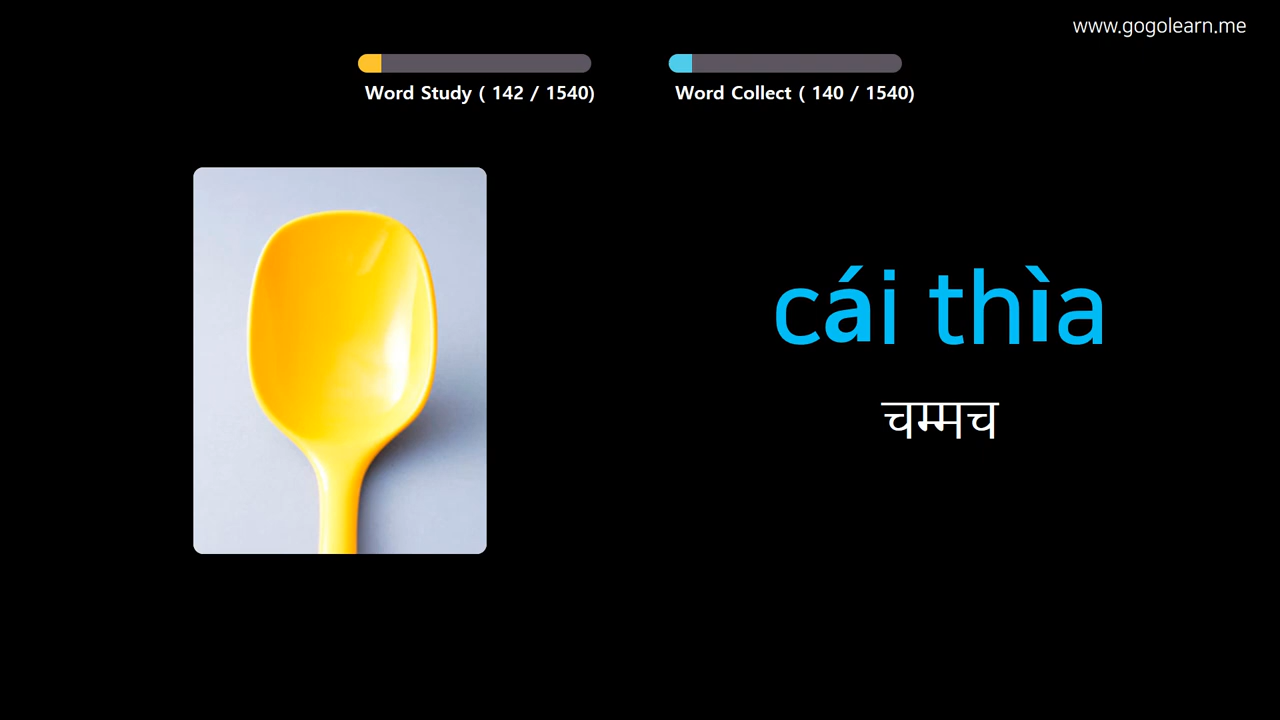 www.gogolearn.me
Word Study ( 142 / 1540)
Word Collect ( 140 / 1540)
cái thìa
चम्मच